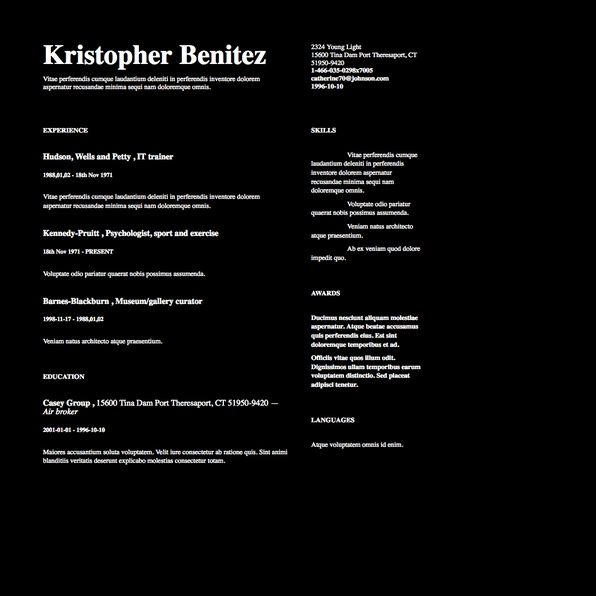 Kristopher Benitez
Vitae perferendis cumque laudantium deleniti in perferendis inventore dolorem
aspernatur recusandae minima sequi nam doloremque omnis.
2324 Young Light
15600 Tina Dam Port Theresaport, CT
51950-9420
1-466-035-0298x7005
catherine70@johnson.com
1996-10-10
EXPERIENCE
Hudson, Wells and Petty , IT trainer
1988,01,02 - 18th Nov 1971
Vitae perferendis cumque laudantium deleniti in perferendis inventore dolorem
aspernatur recusandae minima sequi nam doloremque omnis.
Kennedy-Pruitt , Psychologist, sport and exercise
18th Nov 1971 - PRESENT
Voluptate odio pariatur quaerat nobis possimus assumenda.
Barnes-Blackburn , Museum/gallery curator
1998-11-17 - 1988,01,02
Veniam natus architecto atque praesentium.
EDUCATION
Casey Group , 15600 Tina Dam Port Theresaport, CT 51950-9420 —
Air broker
2001-01-01 - 1996-10-10
Maiores accusantium soluta voluptatem. Velit iure consectetur ab ratione quis. Sint animi
blanditiis veritatis deserunt explicabo molestias consectetur totam.
SKILLS
Vitae perferendis cumque
laudantium deleniti in perferendis
inventore dolorem aspernatur
recusandae minima sequi nam
doloremque omnis.
Voluptate odio pariatur
quaerat nobis possimus assumenda.
Veniam natus architecto
atque praesentium.
Ab ex veniam quod dolore
impedit quo.
AWARDS
Ducimus nesciunt aliquam molestiae
aspernatur. Atque beatae accusamus
quis perferendis eius. Est sint
doloremque temporibus et ad.
Officiis vitae quos illum odit.
Dignissimos ullam temporibus earum
voluptatem distinctio. Sed placeat
adipisci tenetur.
LANGUAGES
Atque voluptatem omnis id enim.